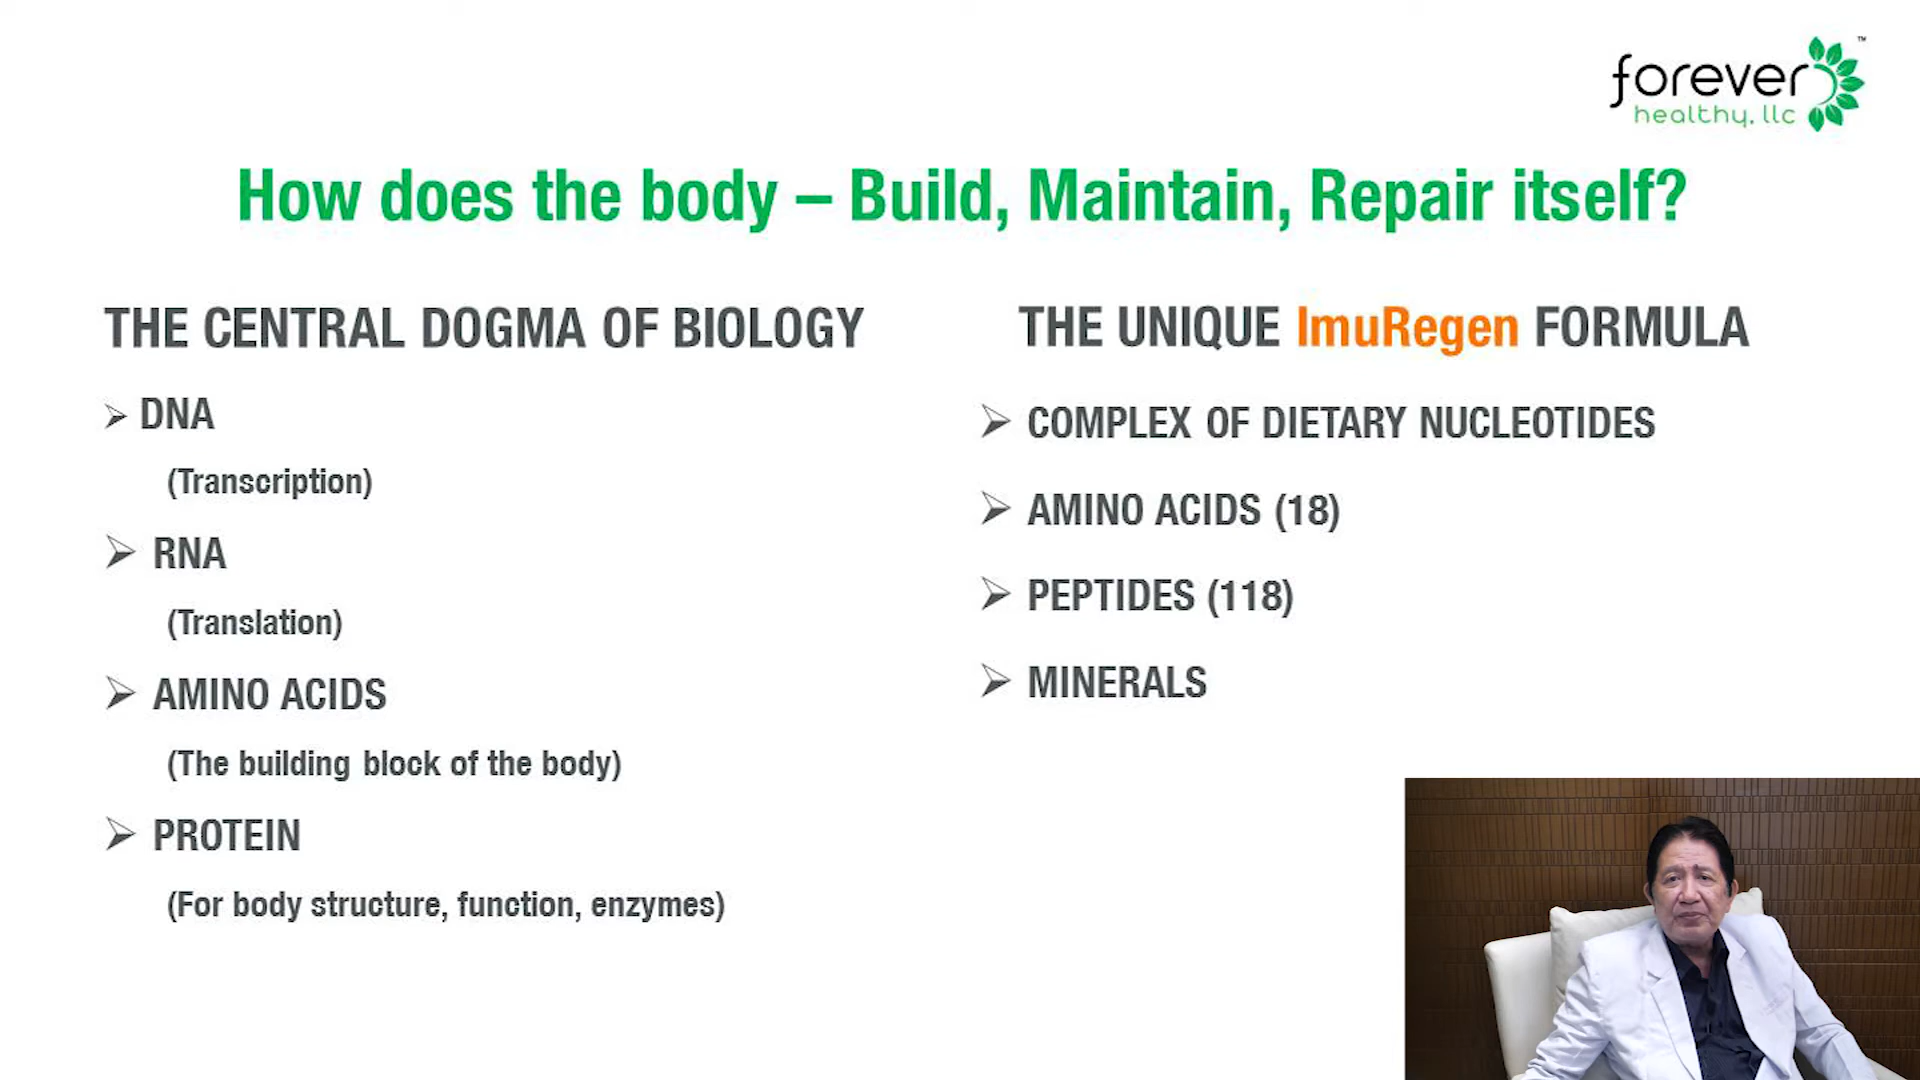 forever™
healthy, llc
How does the body – Build, Maintain, Repair itself?
THE CENTRAL DOGMA OF BIOLOGY
➢ DNA
(Transcription)
➢ RNA
(Translation)
➢ AMINO ACIDS
(The building block of the body)
➢ PROTEIN
(For body structure, function, enzymes)
THE UNIQUE ImuRegen FORMULA
➢ COMPLEX OF DIETARY NUCLEOTIDES
➢ AMINO ACIDS (18)
➢ PEPTIDES (118)
➢ MINERALS